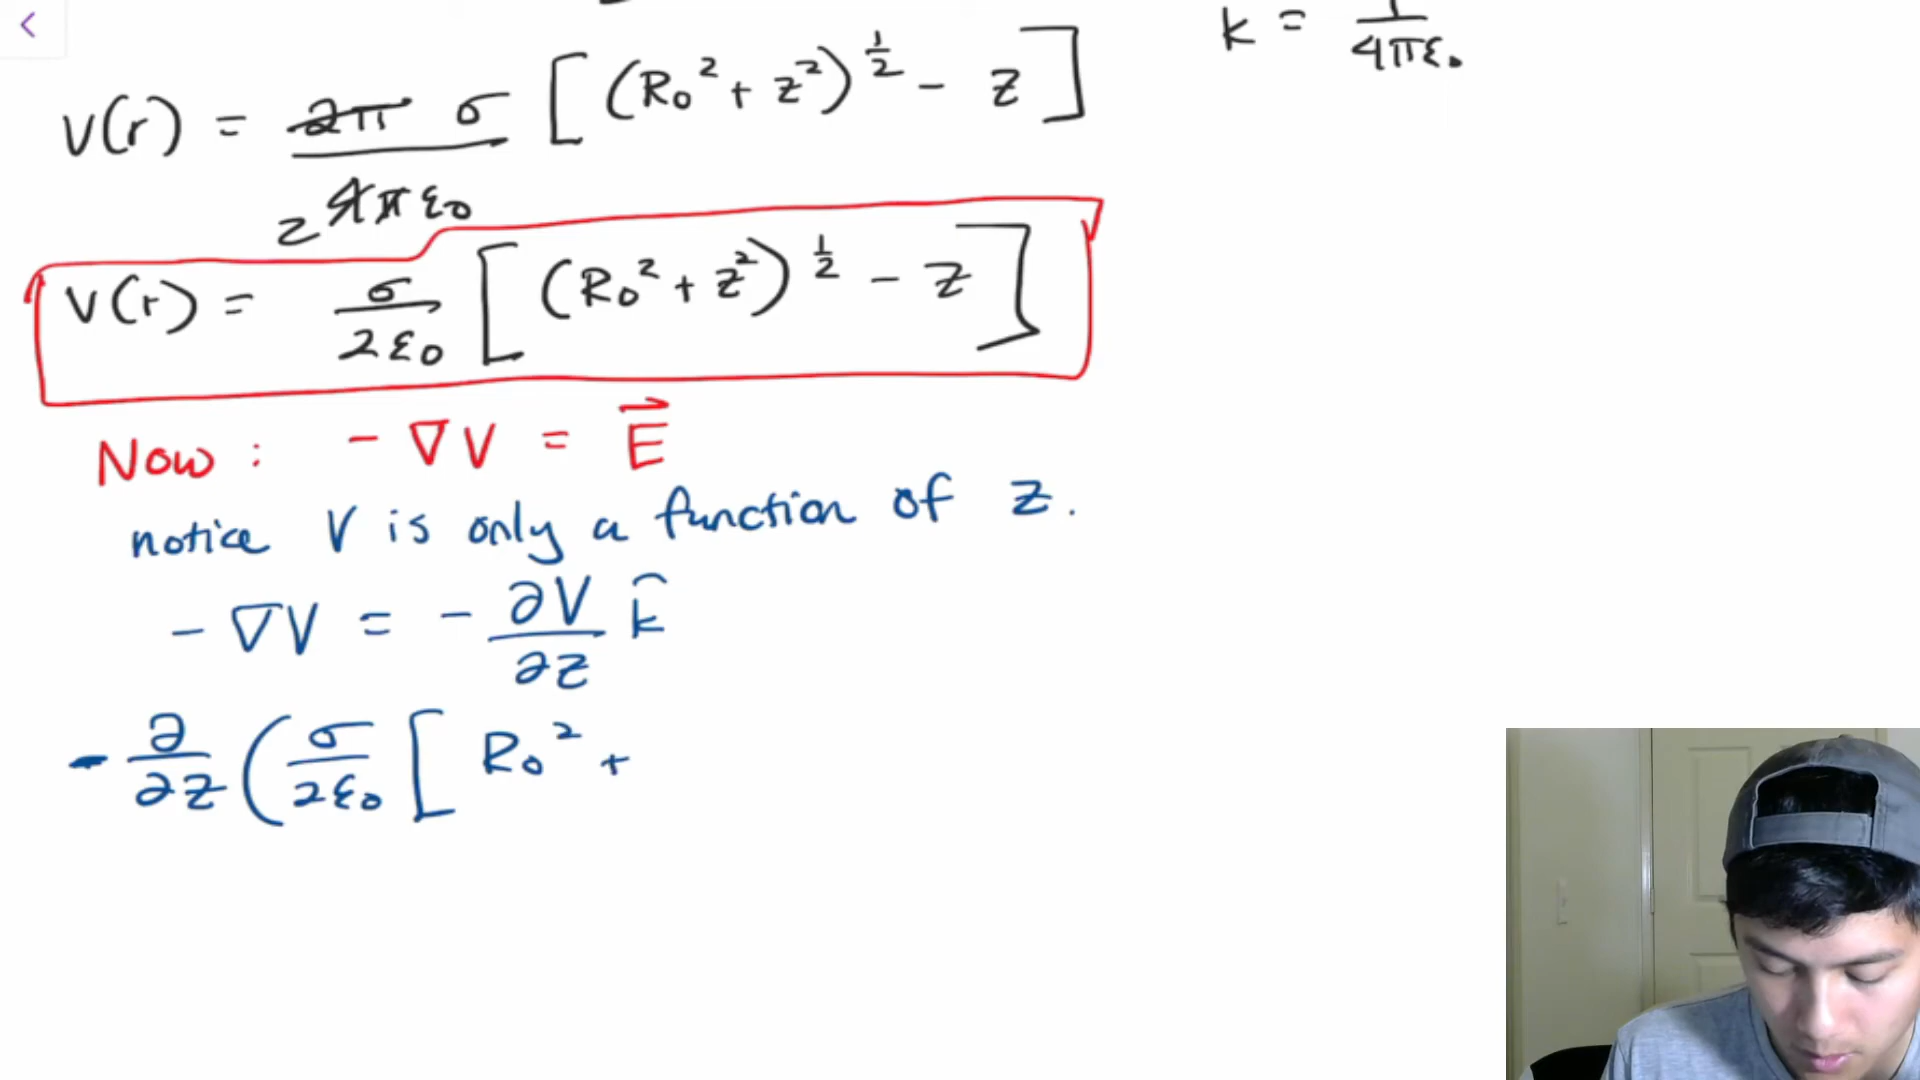 k = 1/4πε₀
V(r) = 2π σ / 2 4π ε₀ [(R₀² + z²)^½ - z]
V(r) = σ/2ε₀ [(R₀² + z²)^½ - z]
Now: -∇V = E⃗
notice V is only a function of z.
-∇V = - ∂V/∂z k̂
- ∂/∂z (σ/2ε₀ [ R₀² +